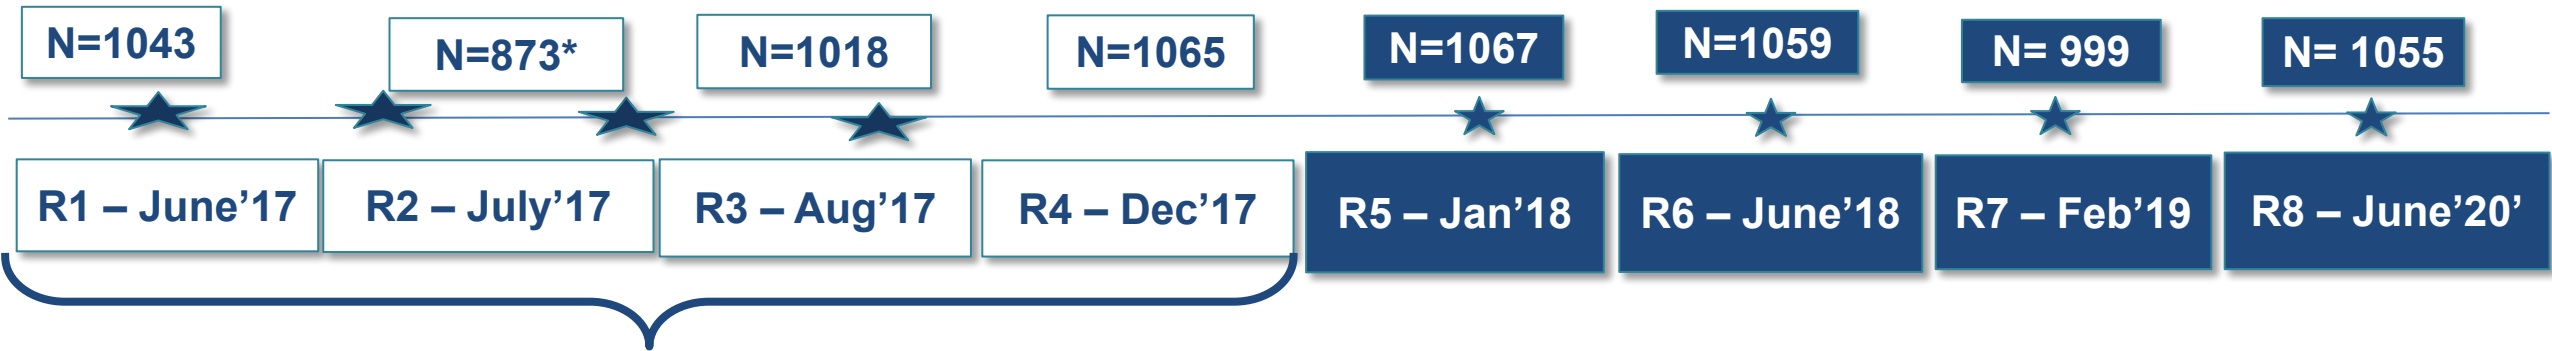 N=1043
N=873*
N=1018
N=1065
N=1067
N=1059
N= 999
N= 1055
R1 – June’17
R2 – July’17
R3 – Aug’17
R4 – Dec’17
R5 – Jan’18
R6 – June’18
R7 – Feb’19
R8 – June’20’